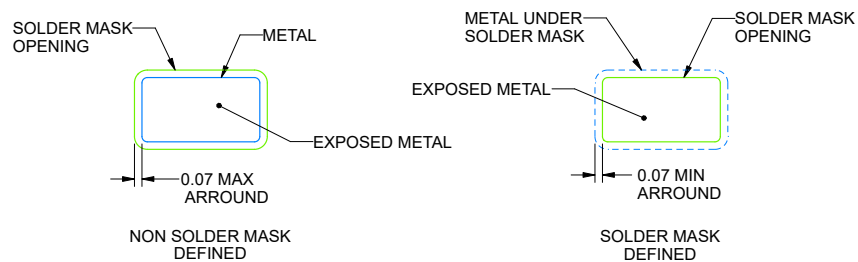 SOLDER MASK
OPENING
METAL
EXPOSED METAL
0.07 MAX
ARROUND
NON SOLDER MASK
DEFINED
METAL UNDER
SOLDER MASK
SOLDER MASK
OPENING
EXPOSED METAL
0.07 MIN
ARROUND
SOLDER MASK
DEFINED